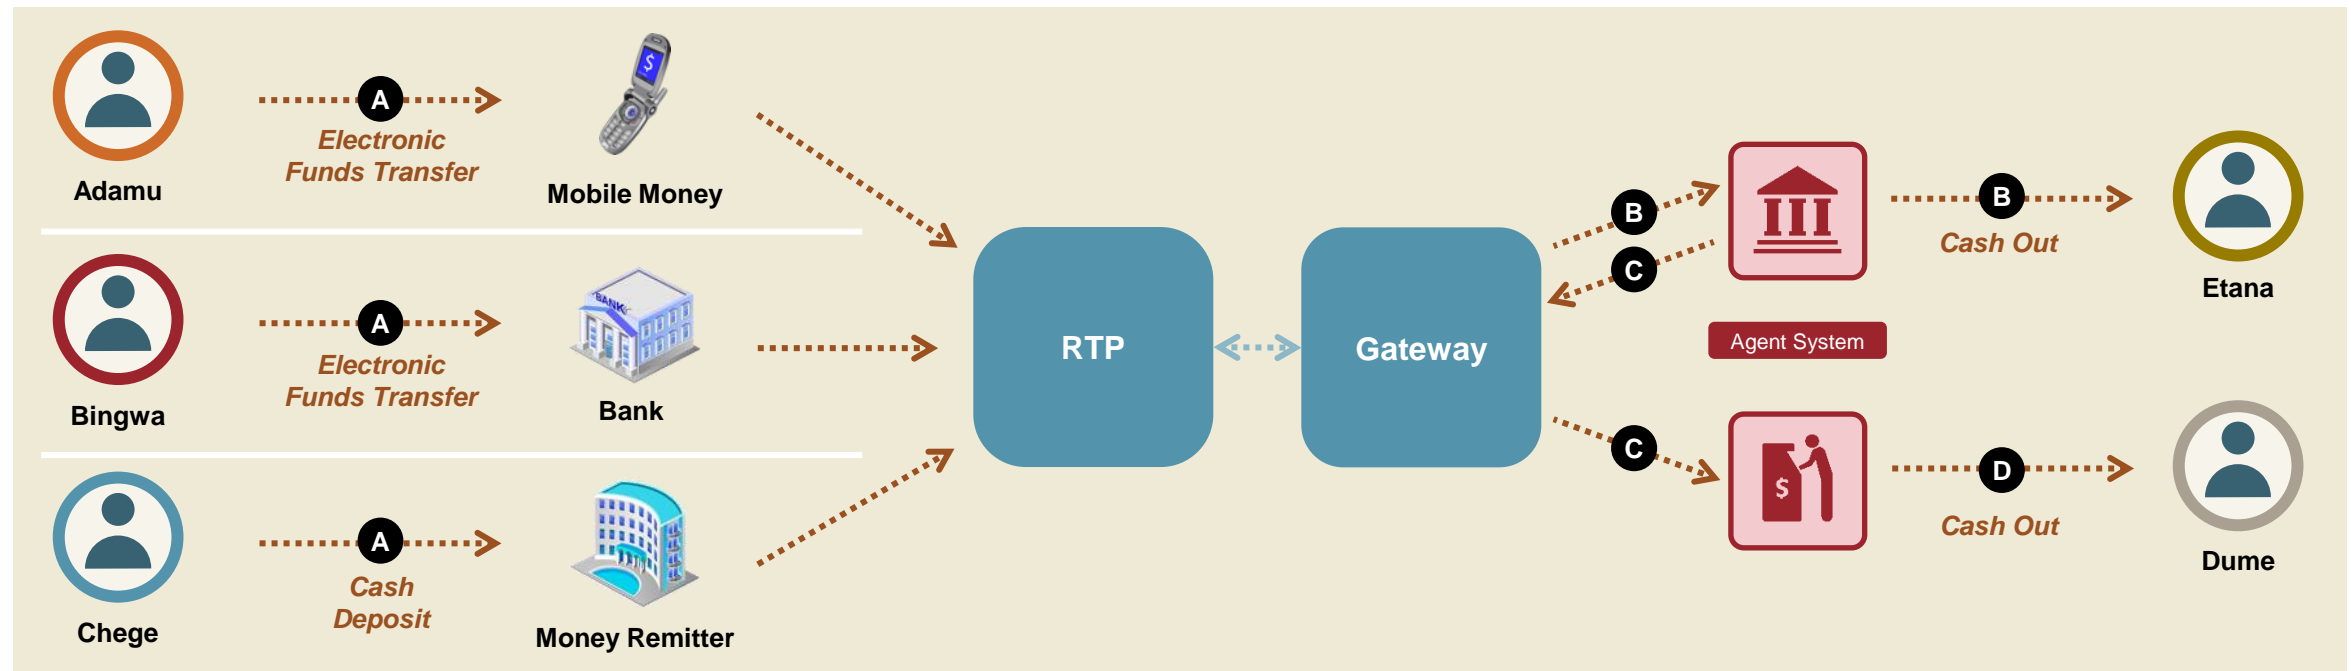 A
Electronic
Funds Transfer
Adamu
$
Mobile Money
A
Electronic
Funds Transfer
Bingwa
BANK
Bank
A
Cash
Deposit
Chege
Money Remitter
RTP
Gateway
B
C
B
Cash Out
Etana
Agent System
C
$
D
Cash Out
Dume